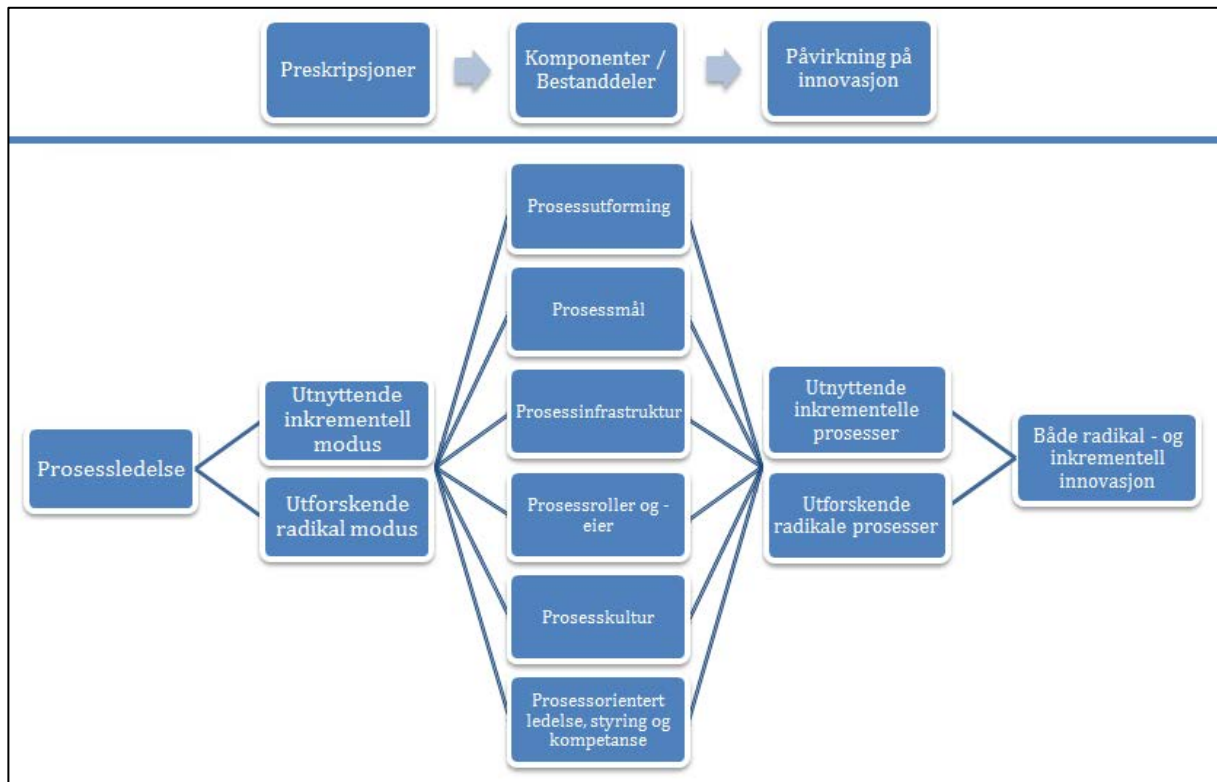 Preskripsjoner
Komponenter /
Bestanddeler
Påvirkning på
innovasjon
Prosessledelse
Utnyttende
inkrementell
modus
Utforskende
radikal modus
Prosessutforming
Prosessmål
Prosessinfrastruktur
Prosessroller og -
eier
Prosesskultur
Prosessorientert
ledelse, styring og
kompetanse
Utnyttende
inkrementelle
prosesser
Utforskende
radikale prosesser
Både radikal - og
inkrementell
innovasjon